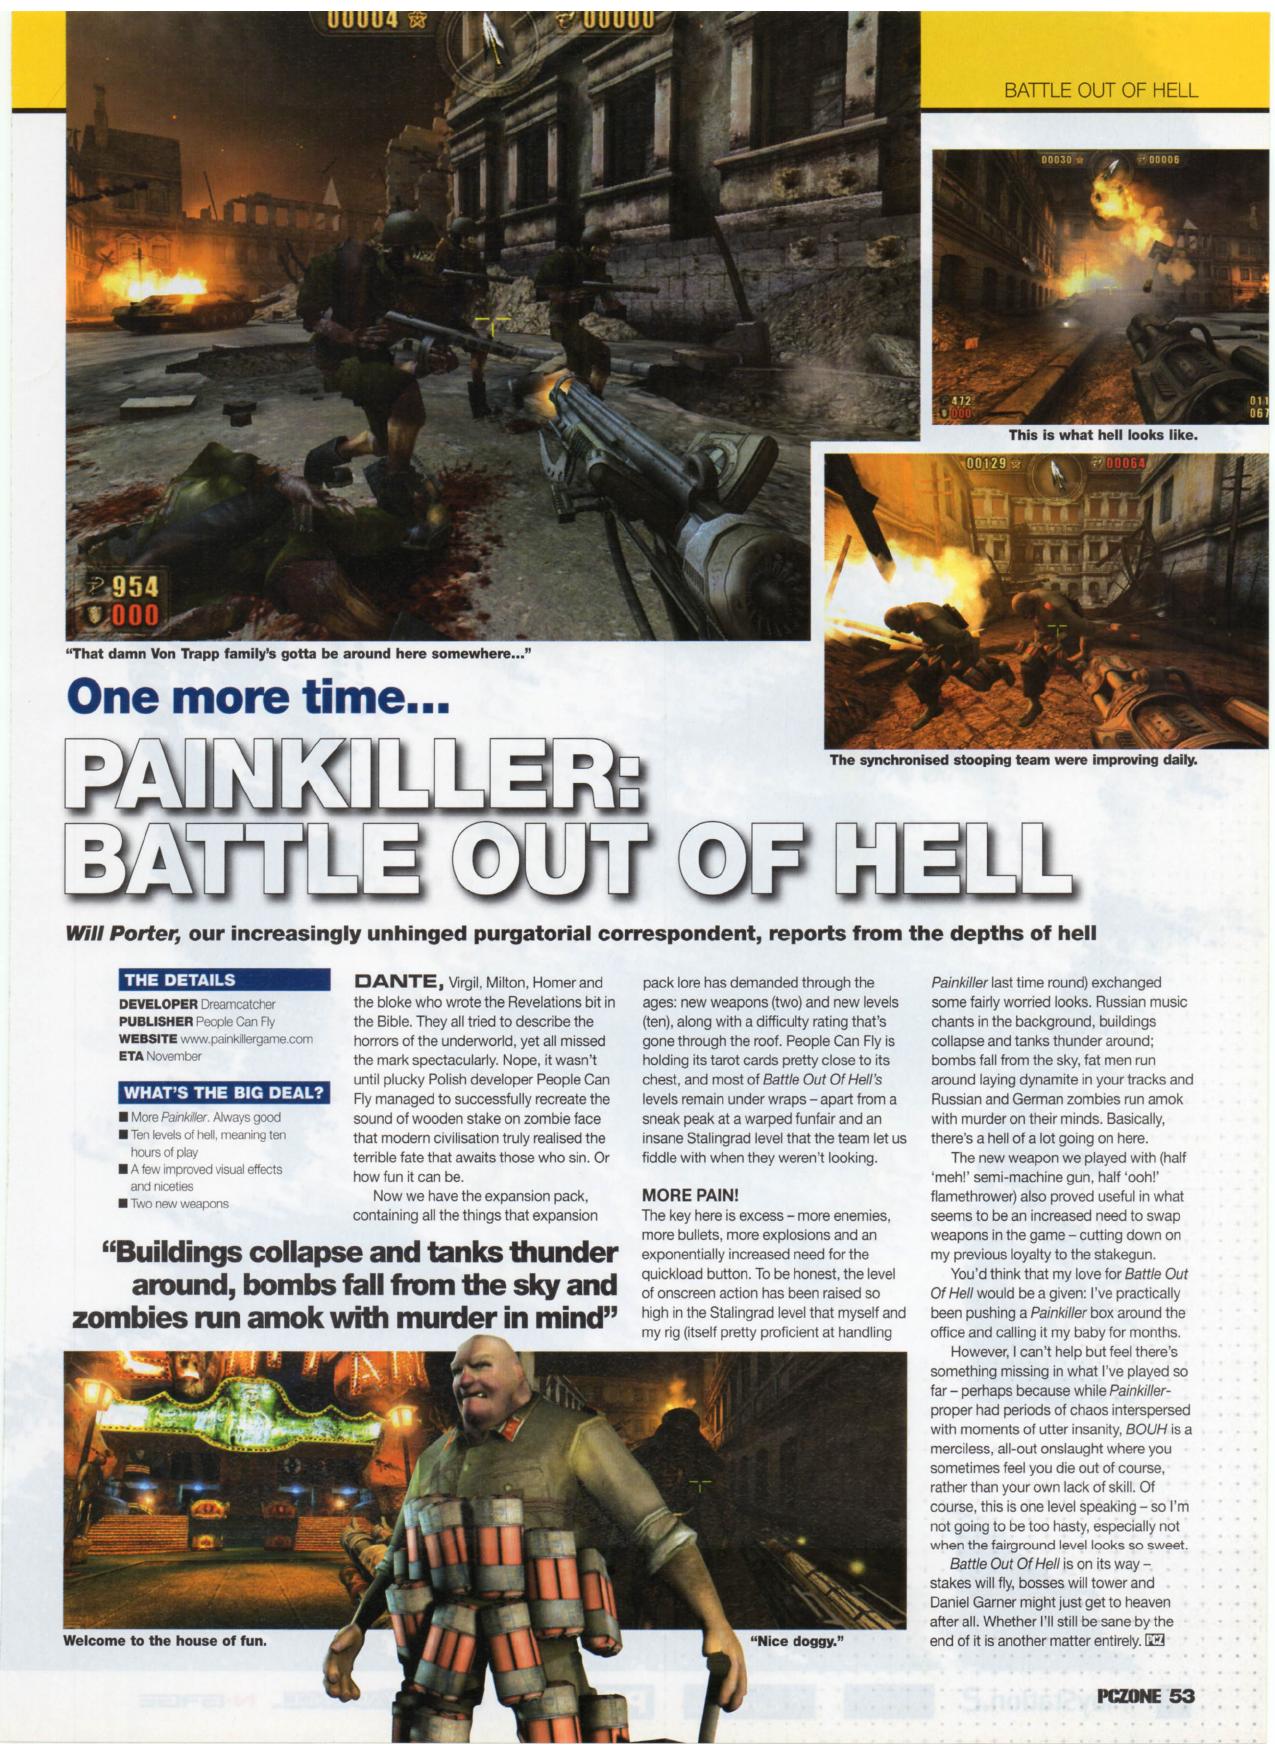 00004 00000
BATTLE OUT OF HELL
00030 00006
472
000
011
067
This is what hell looks like.
00129 00064
The synchronised stooping team were improving daily.
954
000
“That damn Von Trapp family's gotta be around here somewhere...”
One more time...
PAINKILLER:
BATTLE OUT OF HELL
Will Porter, our increasingly unhinged purgatorial correspondent, reports from the depths of hell
THE DETAILS
DEVELOPER Dreamcatcher
PUBLISHER People Can Fly
WEBSITE www.painkillergame.com
ETA November
WHAT'S THE BIG DEAL?
■ More Painkiller. Always good
■ Ten levels of hell, meaning ten
hours of play
■ A few improved visual effects
and niceties
■ Two new weapons
DANTE, Virgil, Milton, Homer and
the bloke who wrote the Revelations bit in
the Bible. They all tried to describe the
horrors of the underworld, yet all missed
the mark spectacularly. Nope, it wasn't
until plucky Polish developer People Can
Fly managed to successfully recreate the
sound of wooden stake on zombie face
that modern civilisation truly realised the
terrible fate that awaits those who sin. Or
how fun it can be.
Now we have the expansion pack,
containing all the things that expansion
pack lore has demanded through the
ages: new weapons (two) and new levels
(ten), along with a difficulty rating that's
gone through the roof. People Can Fly is
holding its tarot cards pretty close to its
chest, and most of Battle Out Of Hell's
levels remain under wraps – apart from a
sneak peak at a warped funfair and an
insane Stalingrad level that the team let us
fiddle with when they weren't looking.
MORE PAIN!
The key here is excess – more enemies,
more bullets, more explosions and an
exponentially increased need for the
quickload button. To be honest, the level
of onscreen action has been raised so
high in the Stalingrad level that myself and
my rig (itself pretty proficient at handling
Painkiller last time round) exchanged
some fairly worried looks. Russian music
chants in the background, buildings
collapse and tanks thunder around;
bombs fall from the sky, fat men run
around laying dynamite in your tracks and
Russian and German zombies run amok
with murder on their minds. Basically,
there's a hell of a lot going on here.
The new weapon we played with (half
‘meh!’ semi-machine gun, half ‘ooh!’
flamethrower) also proved useful in what
seems to be an increased need to swap
weapons in the game – cutting down on
my previous loyalty to the stakegun.
You'd think that my love for Battle Out
Of Hell would be a given: I've practically
been pushing a Painkiller box around the
office and calling it my baby for months.
However, I can't help but feel there's
something missing in what I've played so
far – perhaps because while Painkiller-
proper had periods of chaos interspersed
with moments of utter insanity, BOUH is a
merciless, all-out onslaught where you
sometimes feel you die out of course,
rather than your own lack of skill. Of
course, this is one level speaking – so I'm
not going to be too hasty, especially not
when the fairground level looks so sweet.
Battle Out Of Hell is on its way –
stakes will fly, bosses will tower and
Daniel Garner might just get to heaven
after all. Whether I'll still be sane by the
end of it is another matter entirely. PCZ
“Buildings collapse and tanks thunder
around, bombs fall from the sky and
zombies run amok with murder in mind”
Welcome to the house of fun.
“Nice doggy.”
PCZONE 53